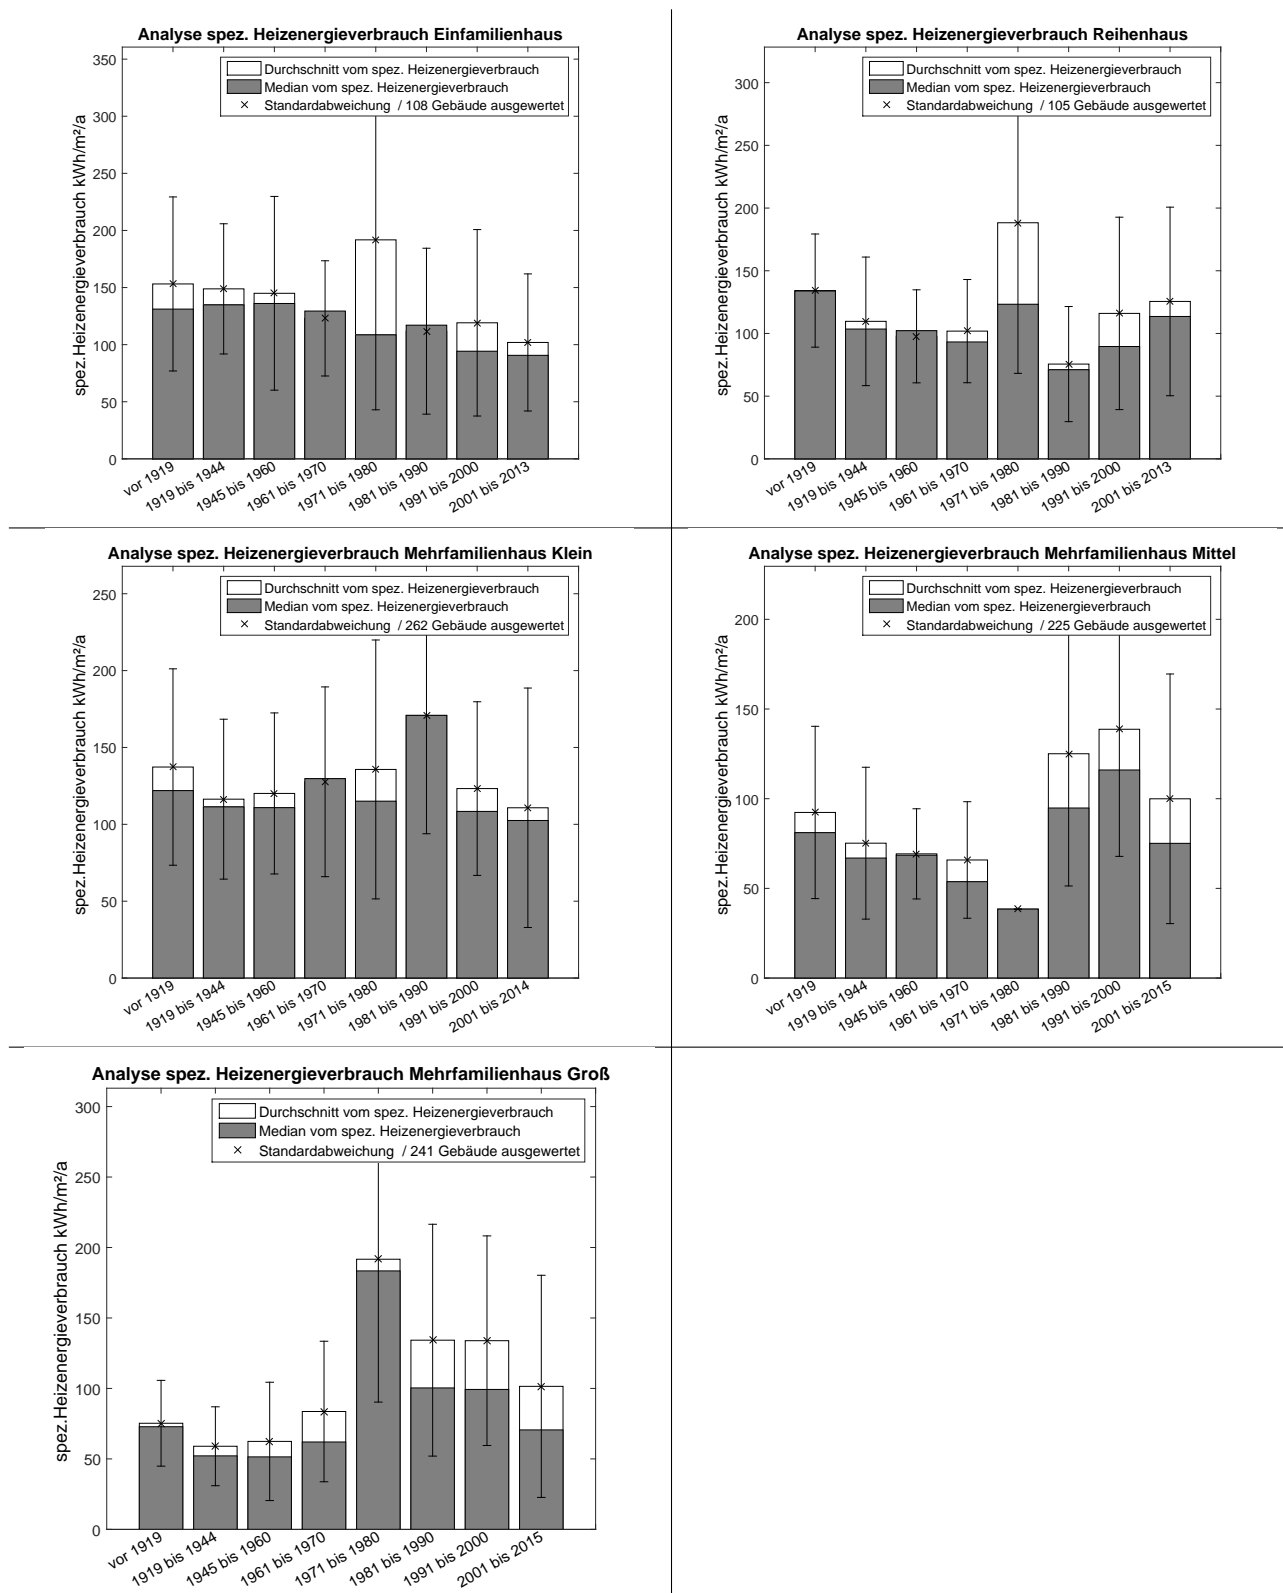 Analyse spez. Heizenergieverbrauch Einfamilienhaus
spez.Heizenergieverbrauch kWh/m²/a
350
300
250
200
150
100
50
0
Durchschnitt vom spez. Heizenergieverbrauch
Median vom spez. Heizenergieverbrauch
Standardabweichung / 108 Gebäude ausgewertet
vor 1919
1919 bis 1944
1945 bis 1960
1961 bis 1970
1971 bis 1980
1981 bis 1990
1991 bis 2000
2001 bis 2013
Analyse spez. Heizenergieverbrauch Reihenhaus
spez.Heizenergieverbrauch kWh/m²/a
300
250
200
150
100
50
0
Durchschnitt vom spez. Heizenergieverbrauch
Median vom spez. Heizenergieverbrauch
Standardabweichung / 105 Gebäude ausgewertet
vor 1919
1919 bis 1944
1945 bis 1960
1961 bis 1970
1971 bis 1980
1981 bis 1990
1991 bis 2000
2001 bis 2013
Analyse spez. Heizenergieverbrauch Mehrfamilienhaus Klein
spez.Heizenergieverbrauch kWh/m²/a
250
200
150
100
50
0
Durchschnitt vom spez. Heizenergieverbrauch
Median vom spez. Heizenergieverbrauch
Standardabweichung / 262 Gebäude ausgewertet
vor 1919
1919 bis 1944
1945 bis 1960
1961 bis 1970
1971 bis 1980
1981 bis 1990
1991 bis 2000
2001 bis 2014
Analyse spez. Heizenergieverbrauch Mehrfamilienhaus Mittel
spez.Heizenergieverbrauch kWh/m²/a
200
150
100
50
0
Durchschnitt vom spez. Heizenergieverbrauch
Median vom spez. Heizenergieverbrauch
Standardabweichung / 225 Gebäude ausgewertet
vor 1919
1919 bis 1944
1945 bis 1960
1961 bis 1970
1971 bis 1980
1981 bis 1990
1991 bis 2000
2001 bis 2015
Analyse spez. Heizenergieverbrauch Mehrfamilienhaus Groß
spez.Heizenergieverbrauch kWh/m²/a
300
250
200
150
100
50
0
Durchschnitt vom spez. Heizenergieverbrauch
Median vom spez. Heizenergieverbrauch
Standardabweichung / 241 Gebäude ausgewertet
vor 1919
1919 bis 1944
1945 bis 1960
1961 bis 1970
1971 bis 1980
1981 bis 1990
1991 bis 2000
2001 bis 2015